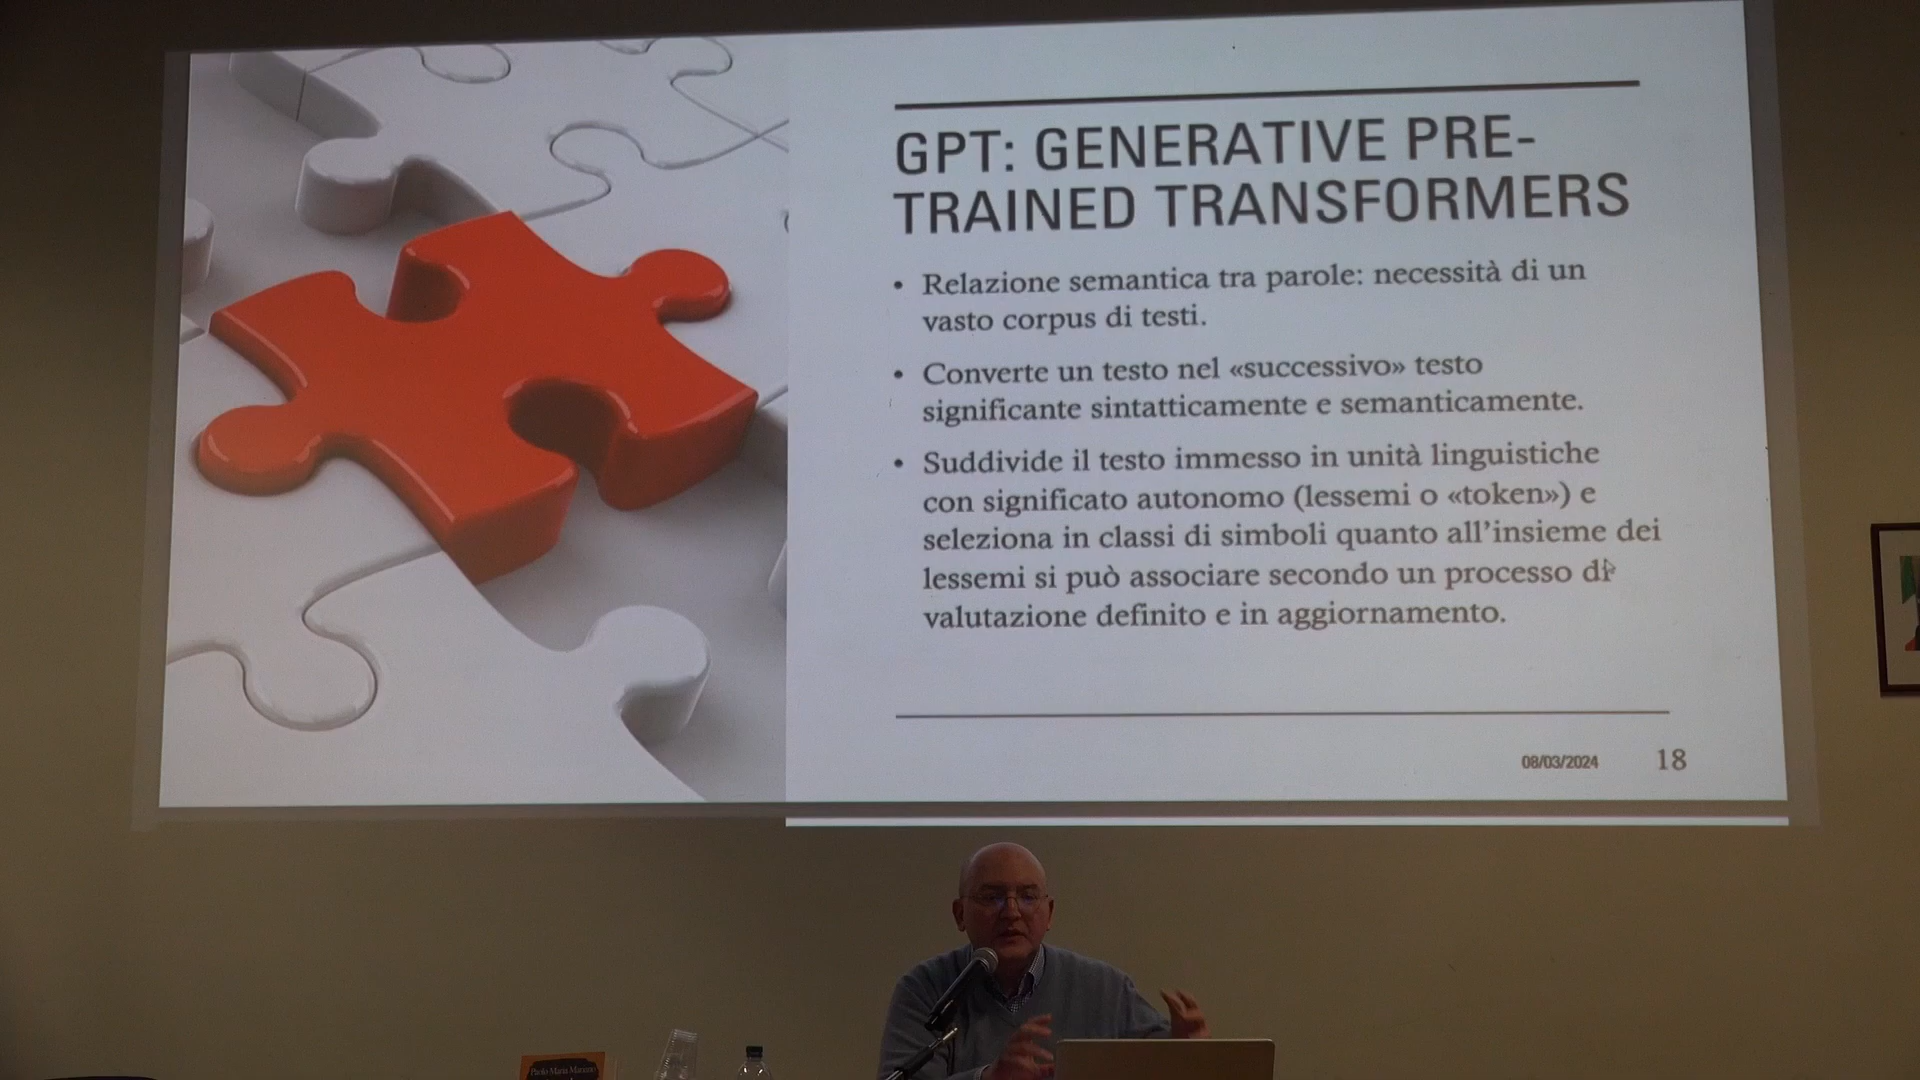 GPT: GENERATIVE PRE-
TRAINED TRANSFORMERS
• Relazione semantica tra parole: necessità di un
vasto corpus di testi.
• Converte un testo nel «successivo» testo
significante sintatticamente e semanticamente.
• Suddivide il testo immesso in unità linguistiche
con significato autonomo (lessemi o «token») e
seleziona in classi di simboli quanto all’insieme dei
lessemi si può associare secondo un processo di
valutazione definito e in aggiornamento.
08/03/2024
18
Paolo Maria Mariano